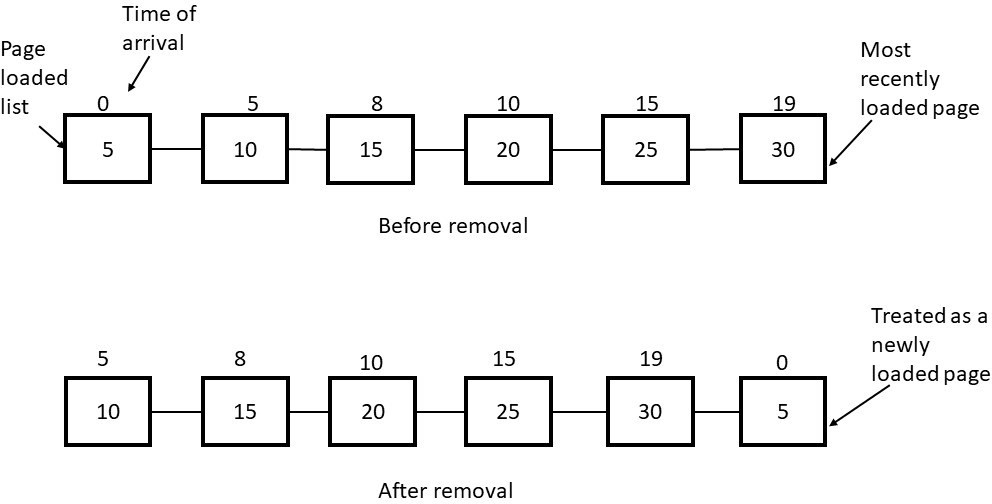 Time of
arrival
Page
loaded
list
Most
recently
loaded page
0 5 8 10 15 19
5 10 15 20 25 30
Before removal
Treated as a
newly
loaded page
5 8 10 15 19 0
10 15 20 25 30 5
After removal